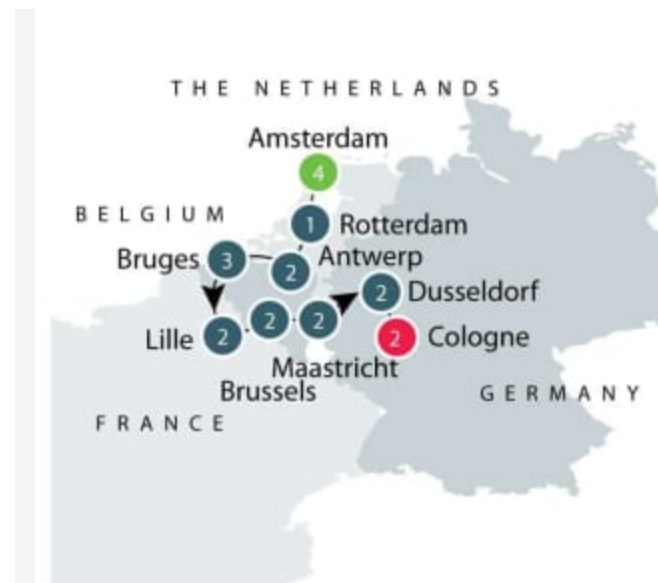 THE NETHERLANDS
Amsterdam
4
BELGIUM
1 Rotterdam
Bruges 3
2 Antwerp
2 Dusseldorf
Lille 2
2
2
2 Cologne
Maastricht
Brussels
GERMANY
FRANCE